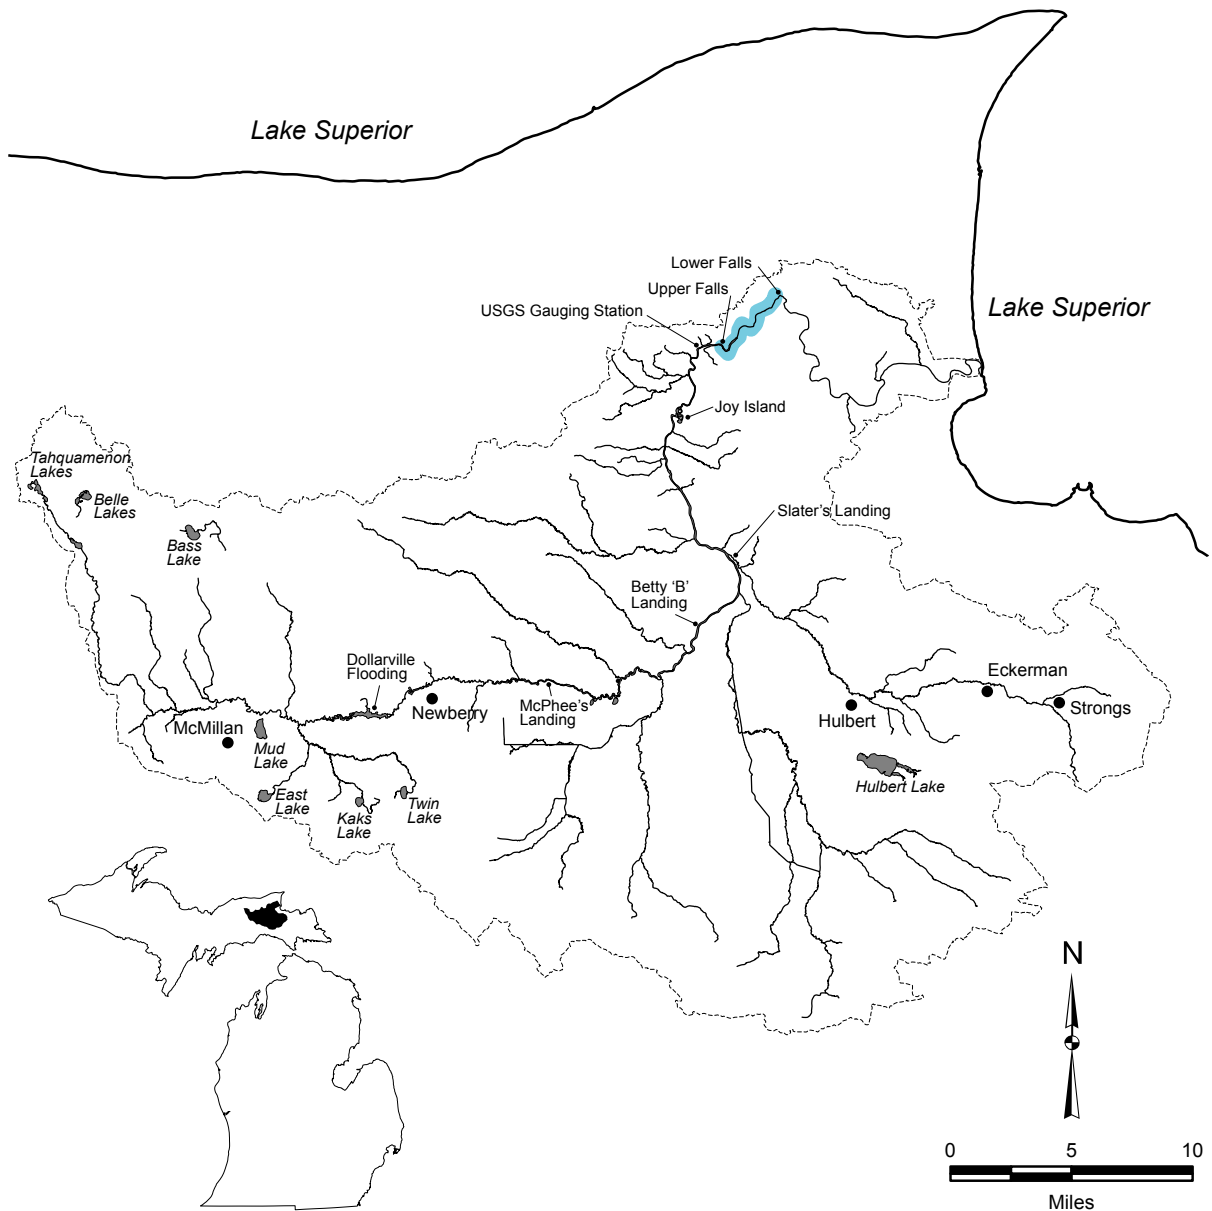 Lake Superior
Lower Falls
Upper Falls
USGS Gauging Station
Lake Superior
Joy Island
Tahquamenon
Lakes
Belle
Lakes
Bass
Lake
Slater's Landing
Betty 'B'
Landing
Dollarville
Flooding
Eckerman
McPhee's
Landing
Newberry
McMillan
Hulbert
Strongs
Mud
Lake
Hulbert Lake
East
Lake
Kaks
Lake
Twin
Lake
N
0 5 10
Miles